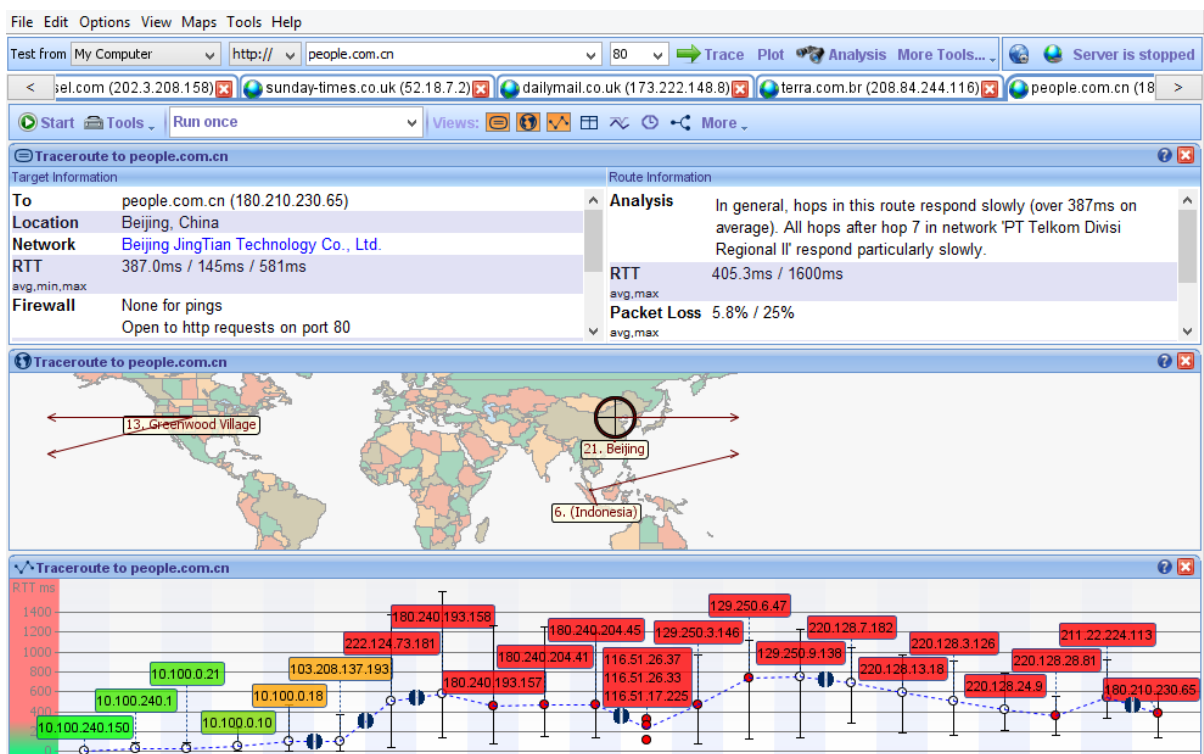 File Edit Options View Maps Tools Help
Test from My Computer http:// people.com.cn 80 Trace Plot Analysis More Tools... Server is stopped
< sel.com (202.3.208.158) sunday-times.co.uk (52.18.7.2) dailymail.co.uk (173.222.148.8) terra.com.br (208.84.244.116) people.com.cn (18 >
Start Tools Run once Views: More
Traceroute to people.com.cn
Target Information
To people.com.cn (180.210.230.65)
Location Beijing, China
Network Beijing JingTian Technology Co., Ltd.
RTT 387.0ms / 145ms / 581ms
avg,min,max
Firewall None for pings
Open to http requests on port 80
Route Information
Analysis In general, hops in this route respond slowly (over 387ms on
average). All hops after hop 7 in network 'PT Telkom Divisi
Regional II' respond particularly slowly.
RTT 405.3ms / 1600ms
avg,max
Packet Loss 5.8% / 25%
avg,max
Traceroute to people.com.cn
13. Greenwood Village
21. Beijing
6. (Indonesia)
Traceroute to people.com.cn
RTT ms
1400
1200
1000
800
600
400
0
10.100.240.150
10.100.240.1
10.100.0.21
10.100.0.10
10.100.0.18
103.208.137.193
222.124.73.181
180.240.193.158
180.240.193.157
180.240.204.41
180.240.204.45
116.51.26.37
116.51.26.33
116.51.17.225
129.250.3.146
129.250.6.47
129.250.9.138
220.128.7.182
220.128.13.18
220.128.3.126
220.128.24.9
220.128.28.81
211.22.224.113
180.210.230.65